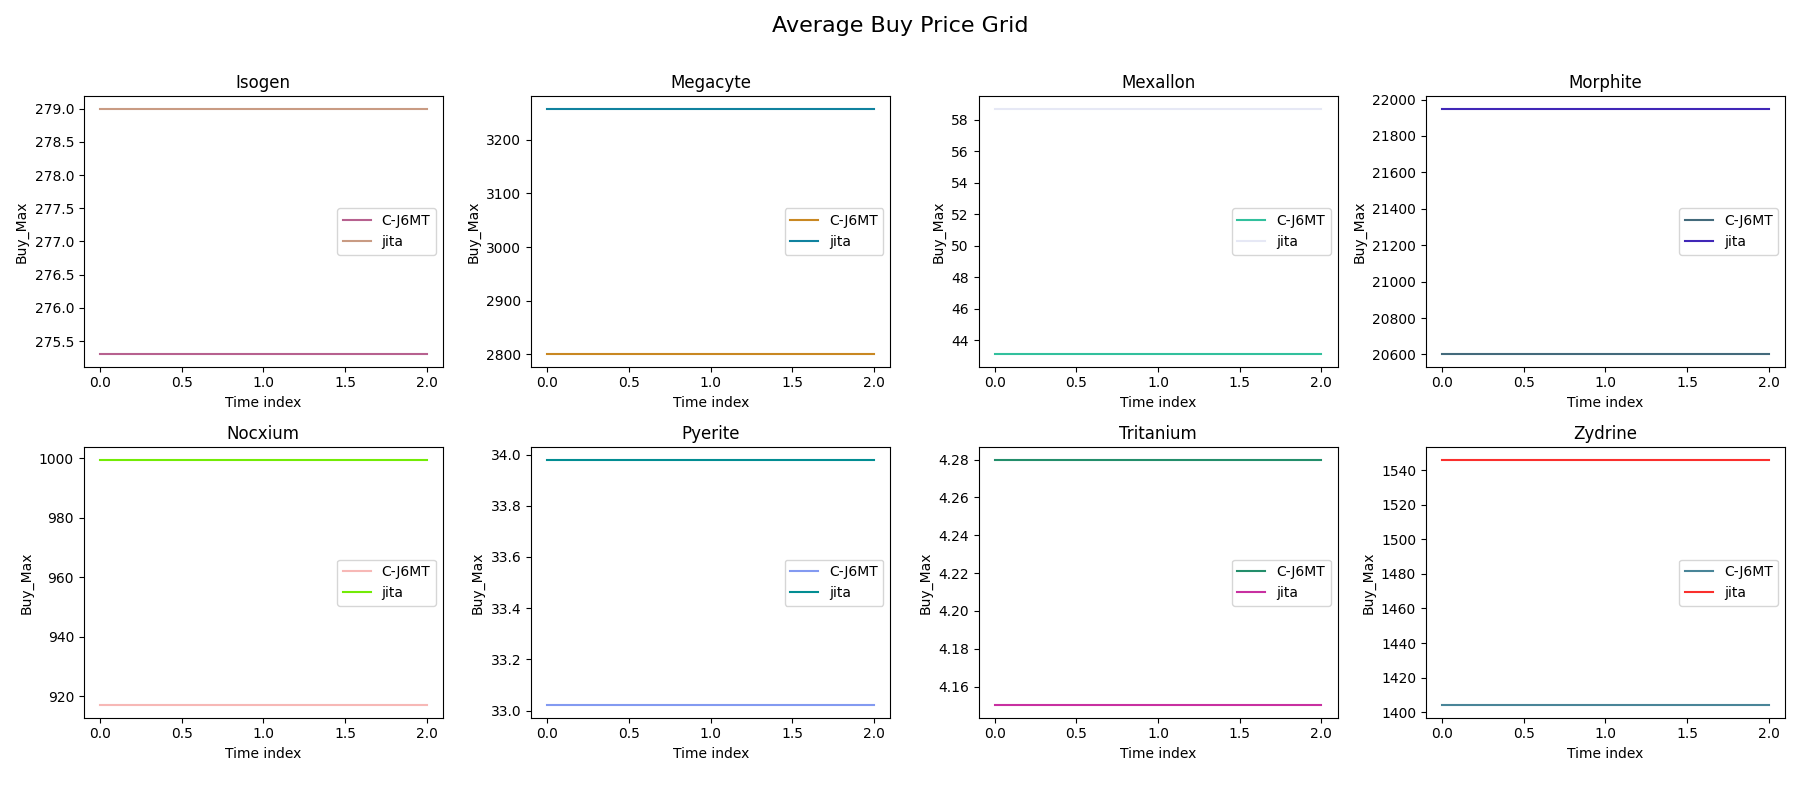 Average Buy Price Grid
Isogen
279.0
278.5
278.0
277.5
277.0
276.5
276.0
275.5
Buy_Max
C-J6MT
jita
0.0 0.5 1.0 1.5 2.0
Time index
Megacyte
3200
3100
3000
2900
2800
Buy_Max
C-J6MT
jita
0.0 0.5 1.0 1.5 2.0
Time index
Mexallon
58
56
54
52
50
48
46
44
Buy_Max
C-J6MT
jita
0.0 0.5 1.0 1.5 2.0
Time index
Morphite
22000
21800
21600
21400
21200
21000
20800
20600
Buy_Max
C-J6MT
jita
0.0 0.5 1.0 1.5 2.0
Time index
Nocxium
1000
980
960
940
920
Buy_Max
C-J6MT
jita
0.0 0.5 1.0 1.5 2.0
Time index
Pyerite
34.0
33.8
33.6
33.4
33.2
33.0
Buy_Max
C-J6MT
jita
0.0 0.5 1.0 1.5 2.0
Time index
Tritanium
4.28
4.26
4.24
4.22
4.20
4.18
4.16
Buy_Max
C-J6MT
jita
0.0 0.5 1.0 1.5 2.0
Time index
Zydrine
1540
1520
1500
1480
1460
1440
1420
1400
Buy_Max
C-J6MT
jita
0.0 0.5 1.0 1.5 2.0
Time index